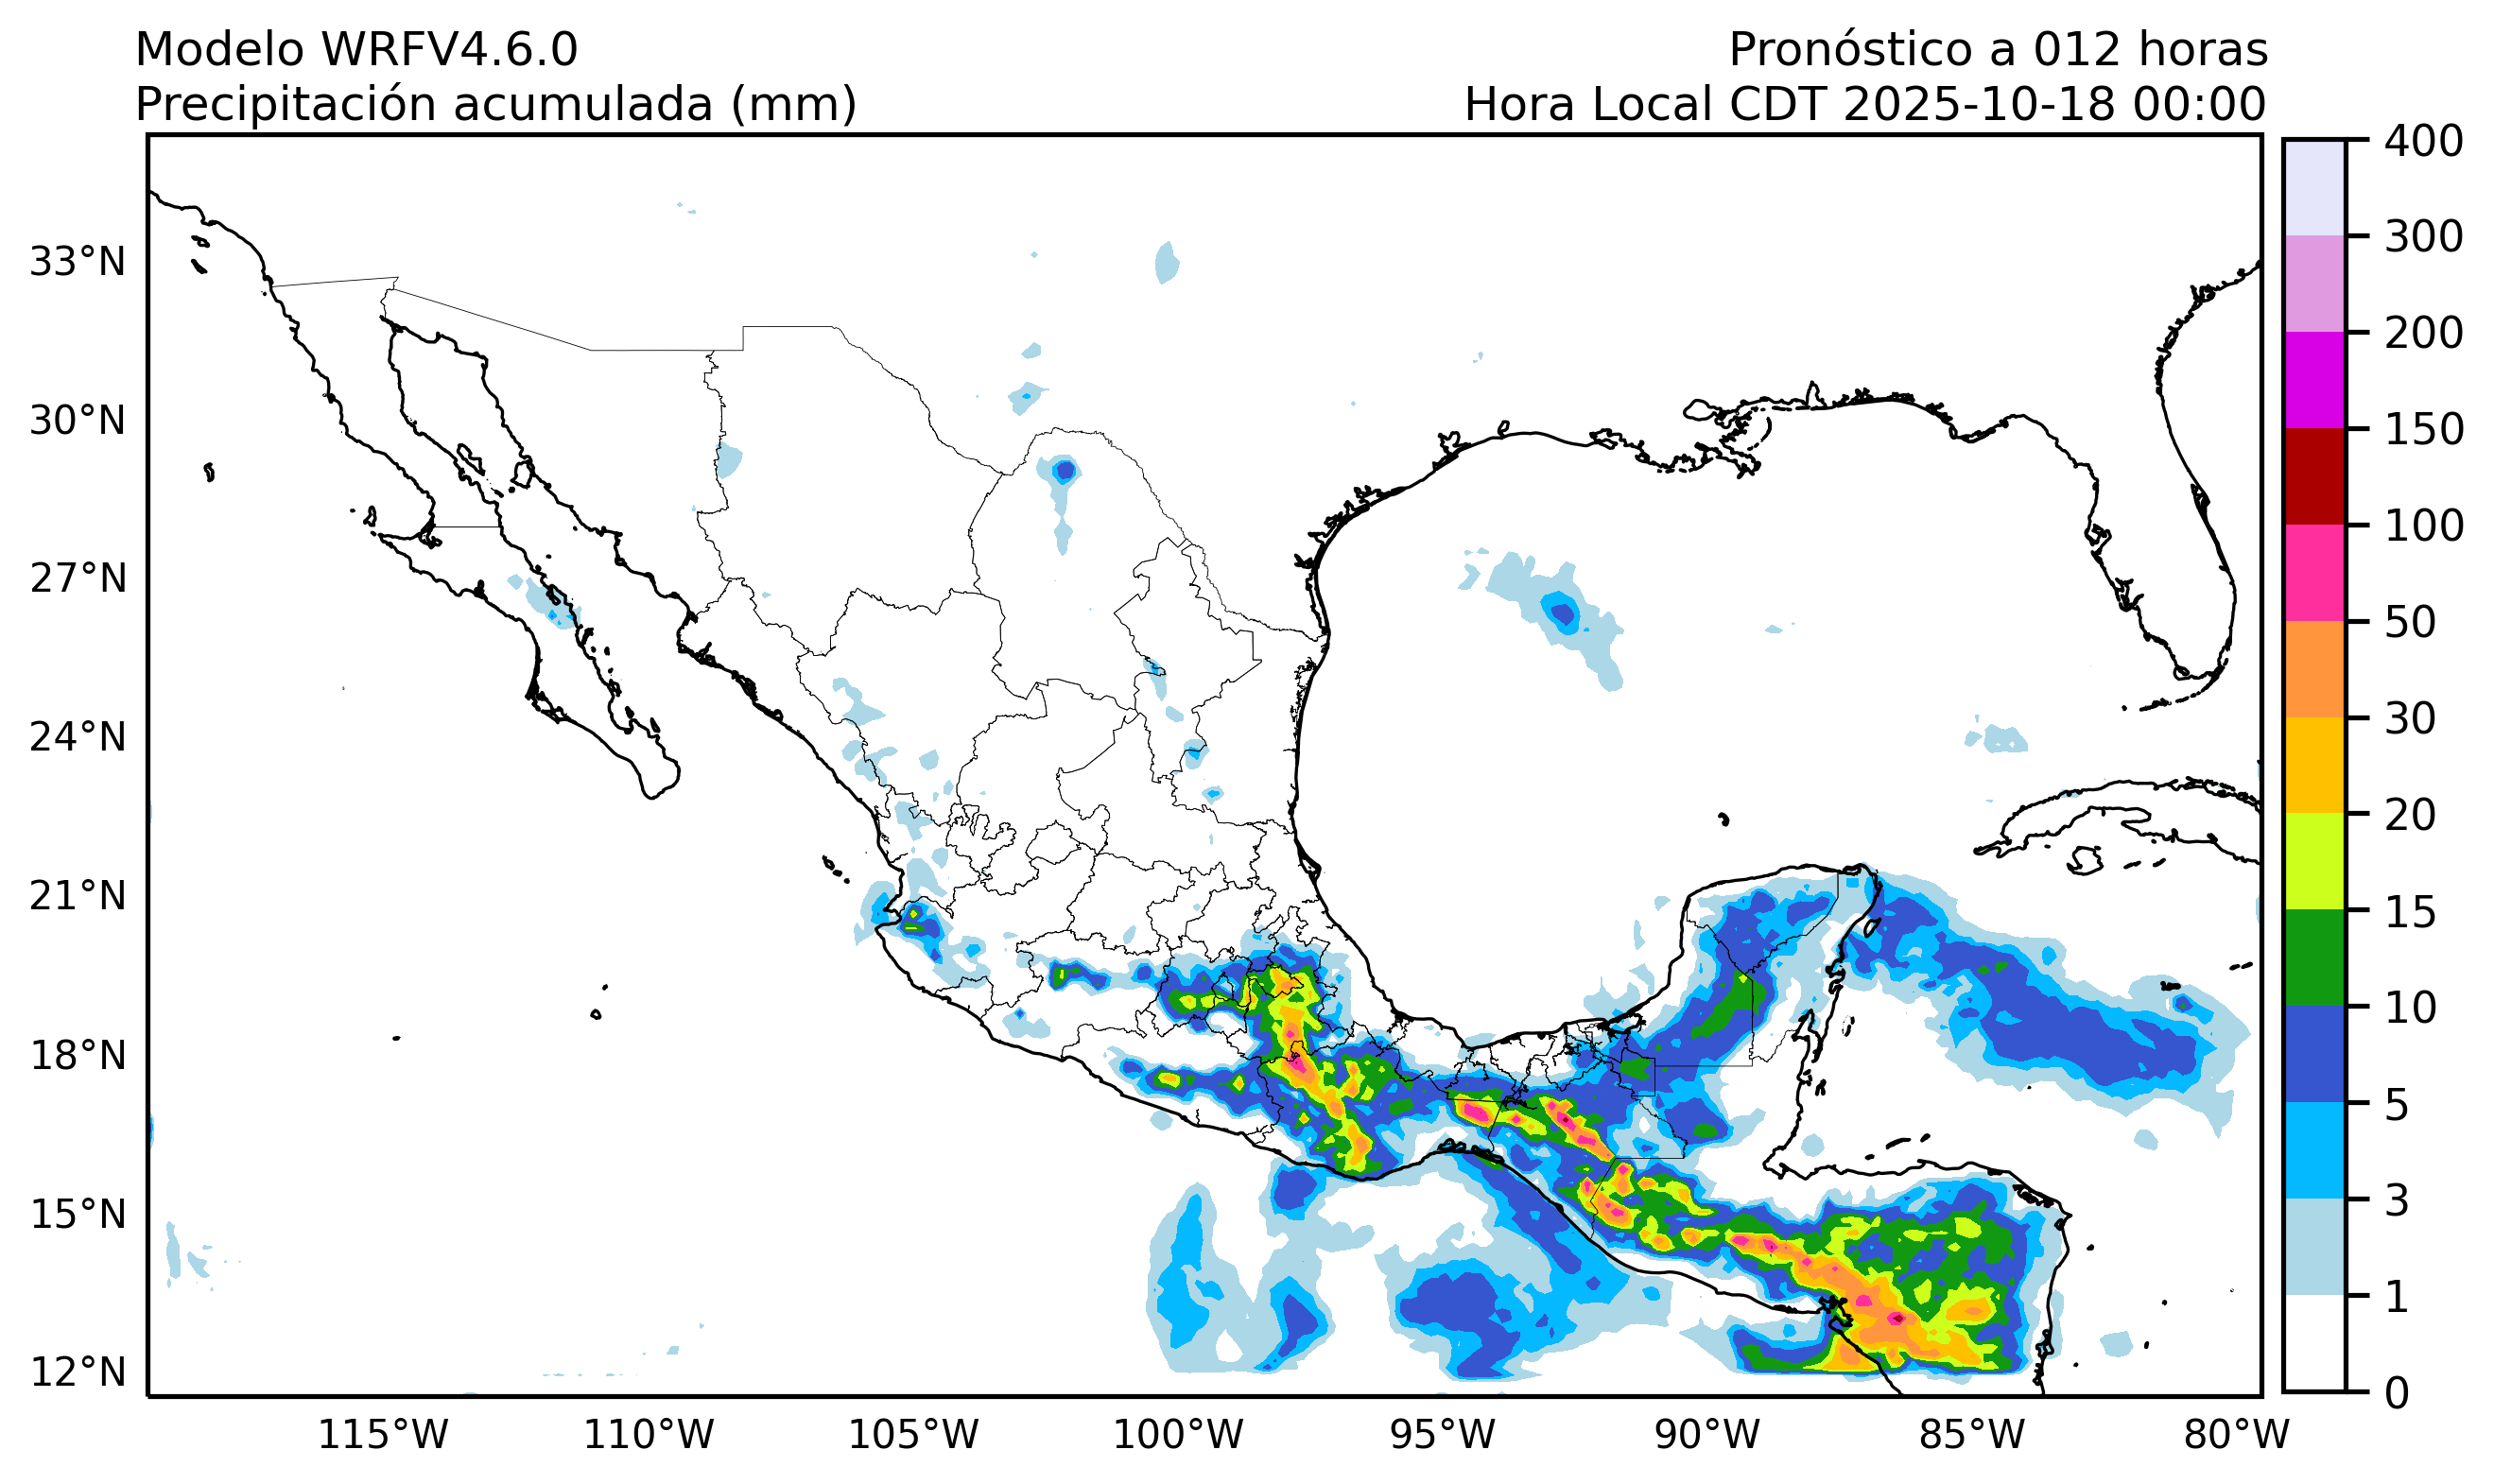 Modelo WRFV4.6.0
Pronóstico a 012 horas
Precipitación acumulada (mm)
Hora Local CDT 2025-10-18 00:00
33°N
30°N
27°N
24°N
21°N
18°N
15°N
12°N
115°W
110°W
105°W
100°W
95°W
90°W
85°W
80°W
400
300
200
150
100
50
30
20
15
10
5
3
1
0